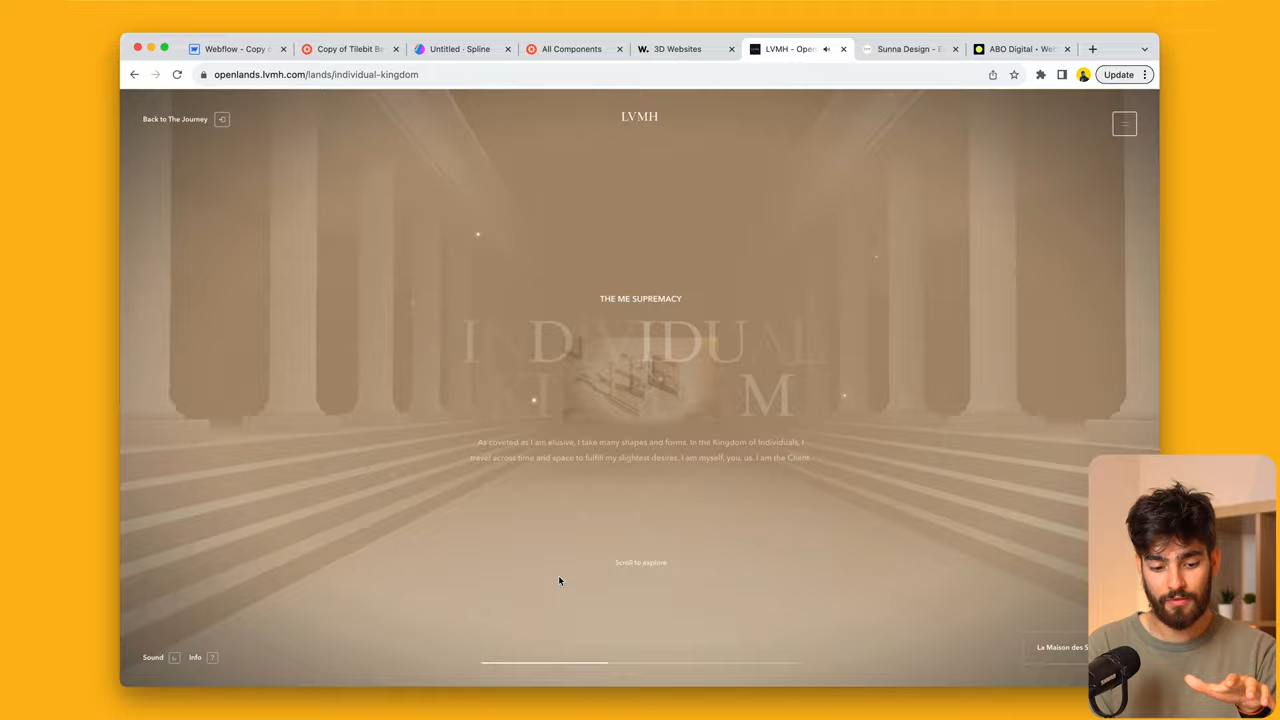 Webflow - Copy o
Copy of Tilebit Be
Untitled · Spline
All Components
W. 3D Websites
LVMH - Open
Sunna Design - E
ABO Digital • Web
openlands.lvmh.com/lands/individual-kingdom
Update
Back to The Journey
LVMH
THE ME SUPREMACY
INDIVIDUAL
KINGDOM
As coveted as I am elusive, I take many shapes and forms. In the Kingdom of Individuals, I
travel across time and space to fulfill my slightest desires. I am myself, you, us. I am the Client
Scroll to explore
Sound
Info ?
La Maison des S